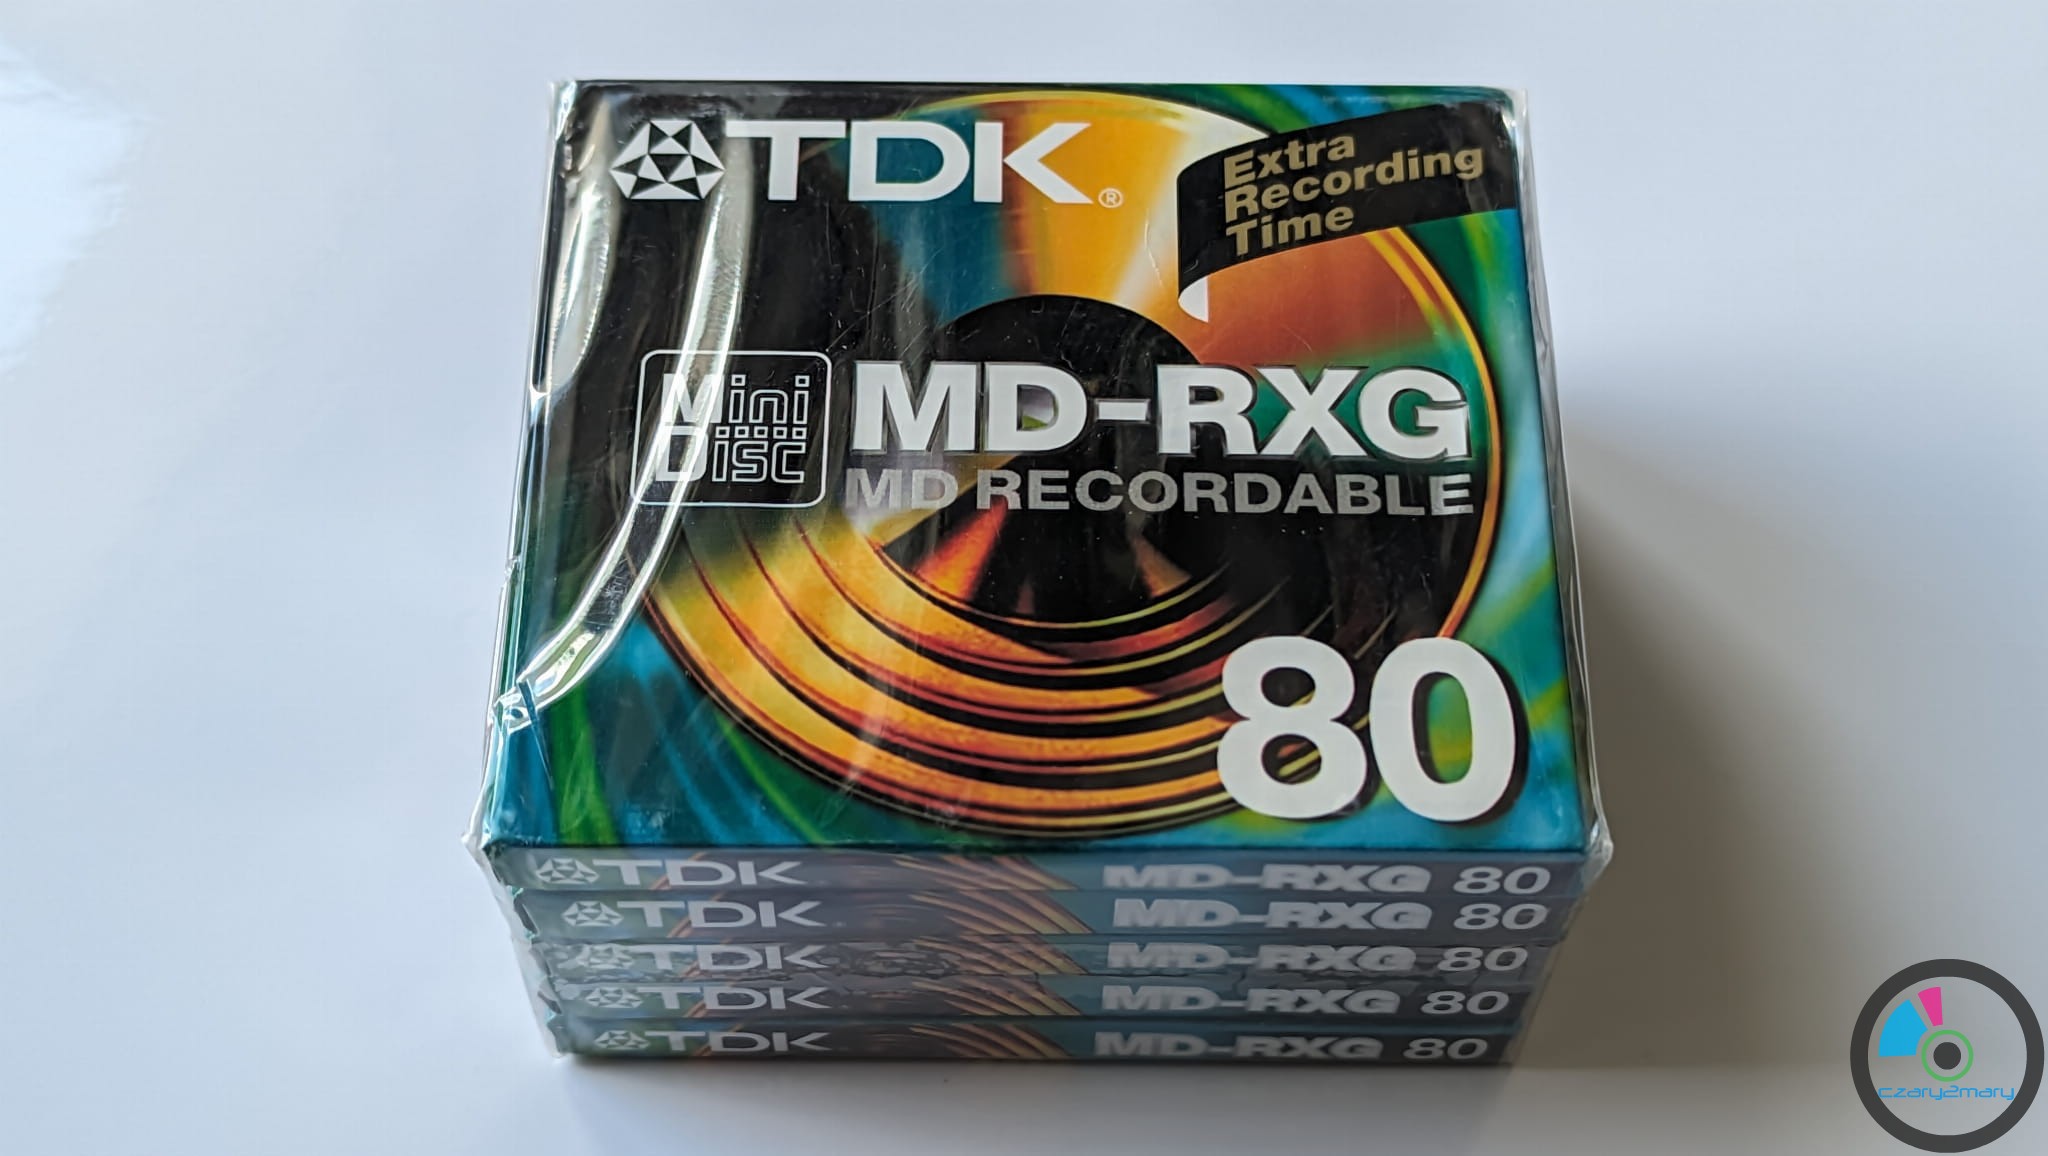 TDK®
Extra
Recording
Time
Mini
Disc
MD-RXG
MD RECORDABLE
80
TDK MD-RXG 80
TDK MD-RXG 80
TDK MD-RXG 80
TDK MD-RXG 80
TDK MD-RXG 80
czary2mary